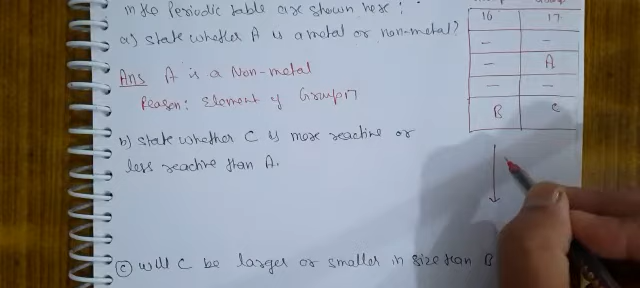 in the Periodic table are shown here:
a) state whether A is a metal or non-metal?
Ans A is a Non-metal
Reason: Element of Group 17
b) state whether C is more reactive or
less reactive than A.
c) will C be larger or smaller in size than B
16 17
- -
- A
- -
B C